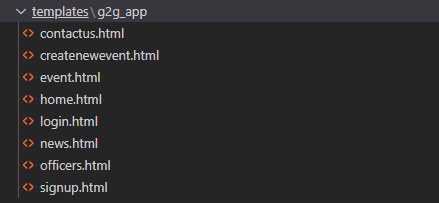 templates\g2g_app
contactus.html
createnewevent.html
event.html
home.html
login.html
news.html
officers.html
signup.html